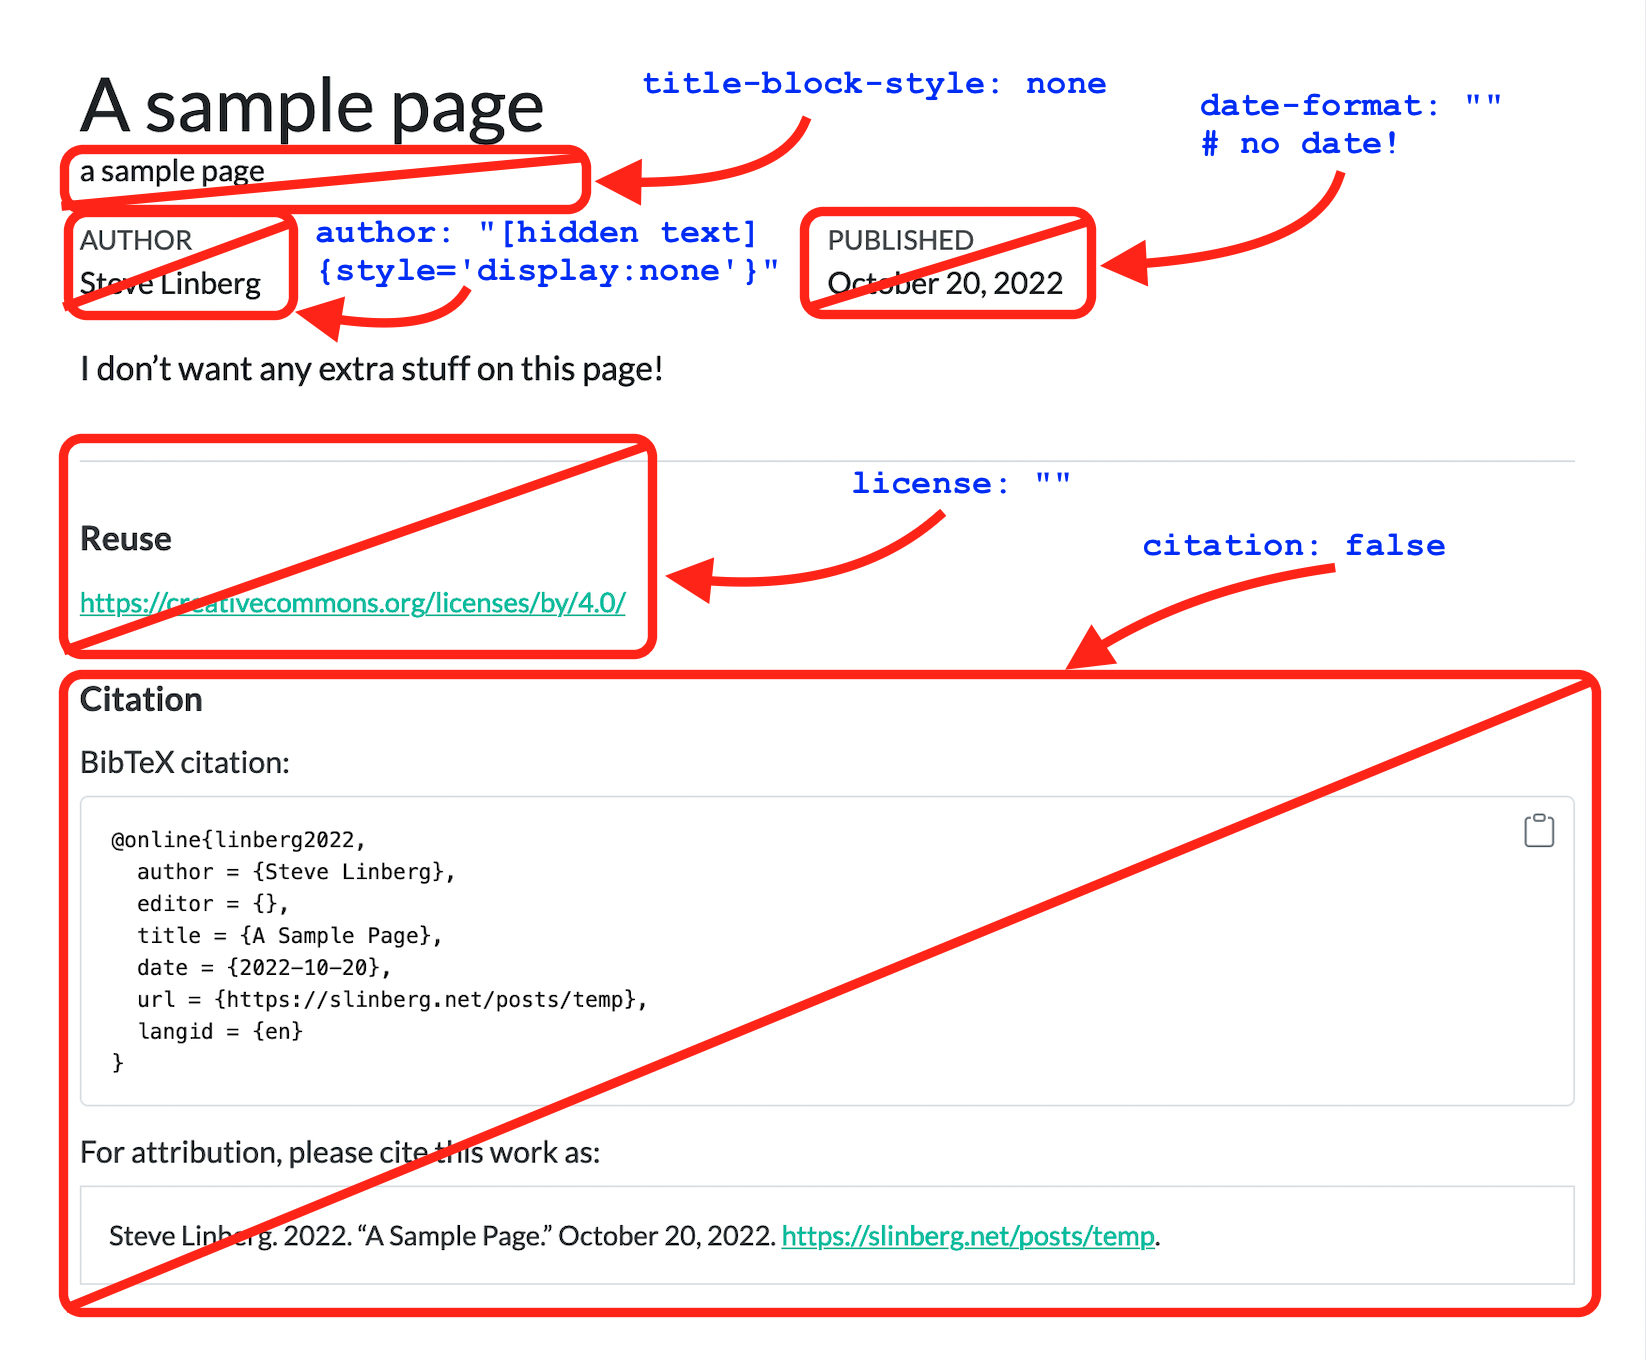 A sample page
title-block-style: none
date-format: ""
# no date!
a sample page
AUTHOR
Steve Linberg
author: "[hidden text]
{style='display:none'}"
PUBLISHED
October 20, 2022
I don’t want any extra stuff on this page!
license: ""
Reuse
https://creativecommons.org/licenses/by/4.0/
citation: false
Citation
BibTeX citation:
@online{linberg2022,
  author = {Steve Linberg},
  editor = {},
  title = {A Sample Page},
  date = {2022-10-20},
  url = {https://slinberg.net/posts/temp},
  langid = {en}
}
For attribution, please cite this work as:
Steve Linberg. 2022. “A Sample Page.” October 20, 2022. https://slinberg.net/posts/temp.